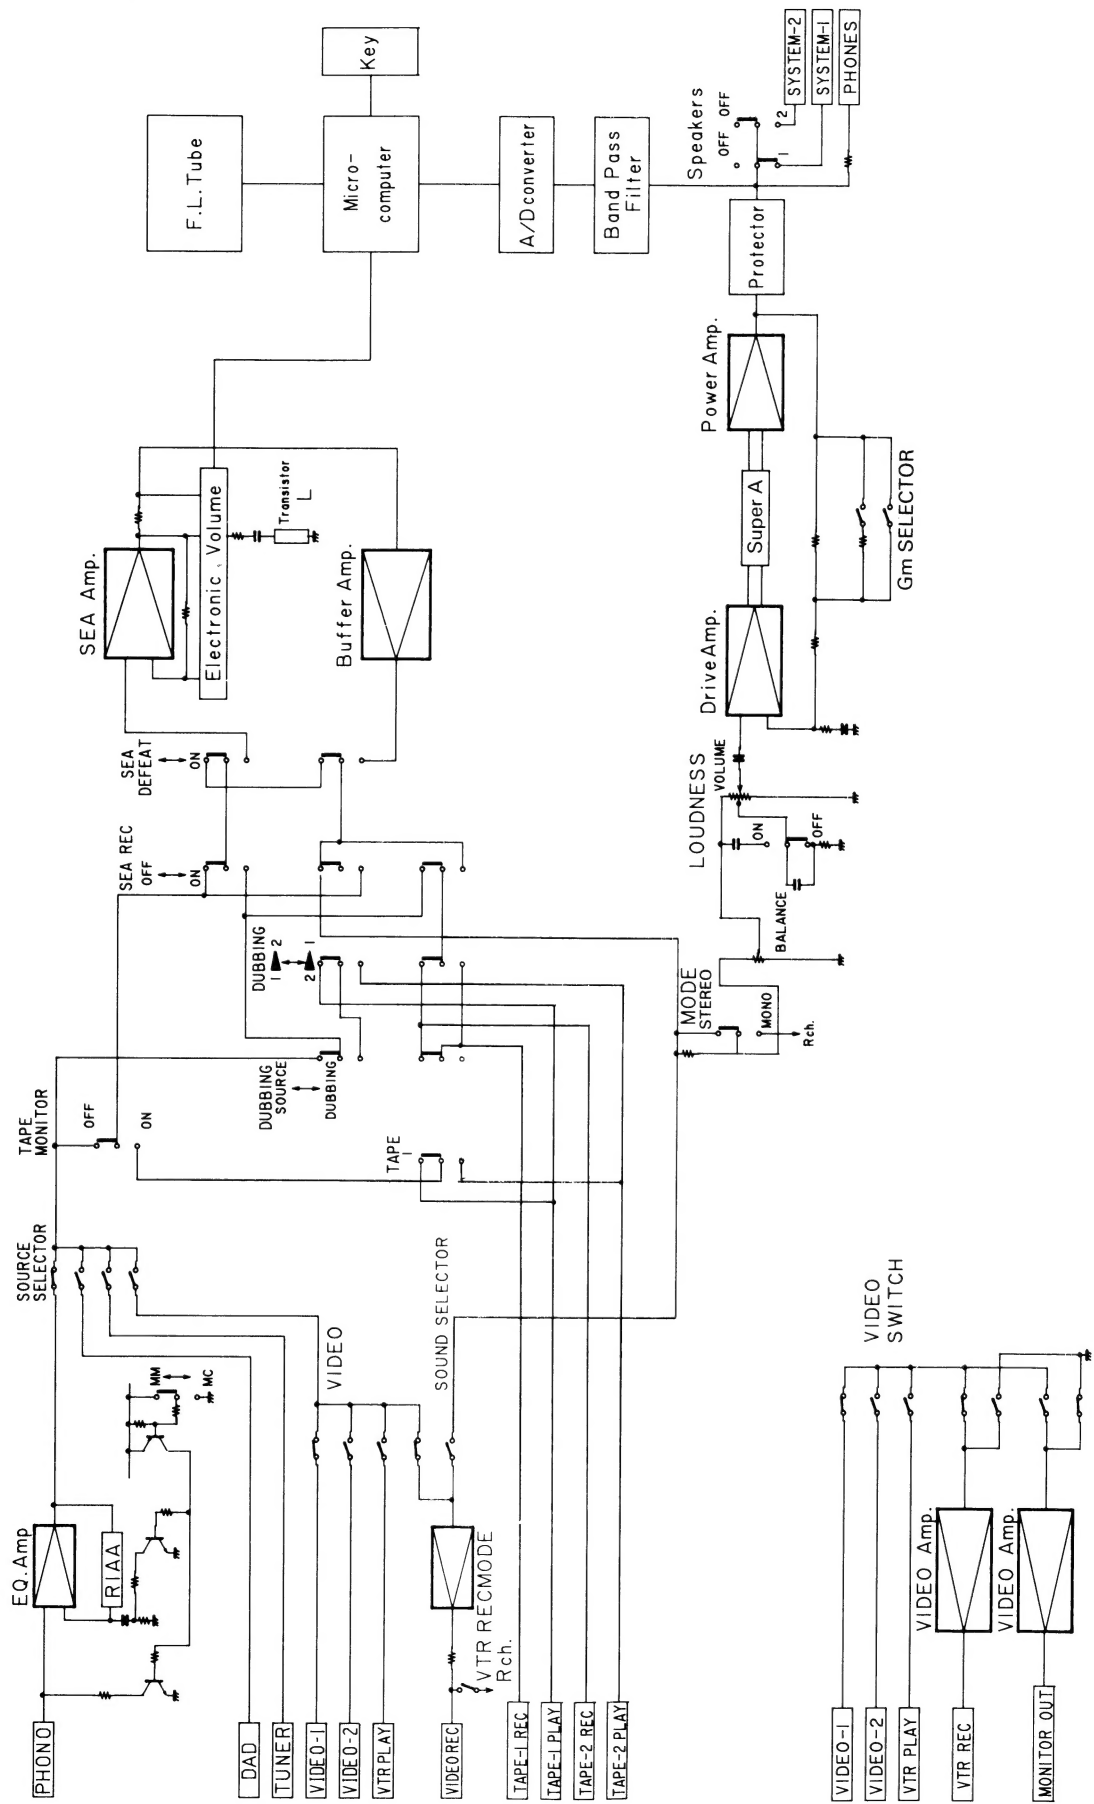 PHONO
DAD
TUNER
VIDEO-1
VIDEO-2
VTR PLAY
VIDEO REC
TAPE-1 REC
TAPE-1 PLAY
TAPE-2 REC
TAPE-2 PLAY
EQ. Amp
RIAA
MM
MC
SOURCE
SELECTOR
TAPE
MONITOR
OFF
ON
VIDEO
SOUND SELECTOR
VTR RECMODE
Rch.
TAPE
1
DUBBING
SOURCE
DUBBING
DUBBING
1 2
2 1
SEA REC
OFF
ON
SEA
DEFEAT
ON
SEA Amp.
Electronic, Volume
Transistor
L
Buffer Amp.
F.L. Tube
Micro-
computer
Key
A/D converter
Band Pass
Filter
MODE
STEREO
MONO
Rch.
BALANCE
LOUDNESS
VOLUME
ON
OFF
Drive Amp.
Super A
Power Amp.
Gm SELECTOR
Protector
Speakers
OFF
OFF
1
2
SYSTEM-2
SYSTEM-1
PHONES
VIDEO-1
VIDEO-2
VTR PLAY
VTR REC
MONITOR OUT
VIDEO Amp.
VIDEO Amp.
VIDEO
SWITCH